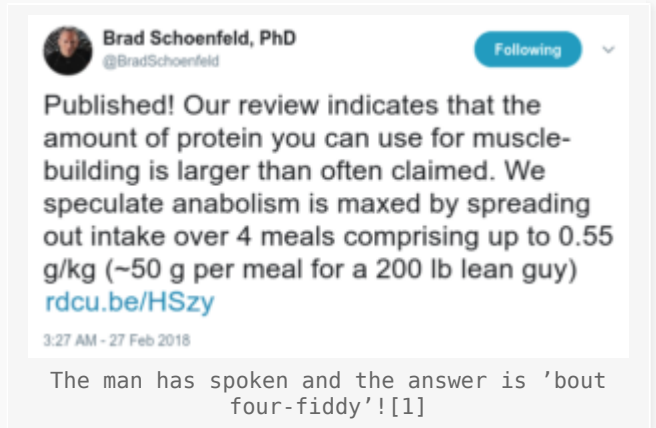 Brad Schoenfeld, PhD
@BradSchoenfeld
Following
Published! Our review indicates that the
amount of protein you can use for muscle-
building is larger than often claimed. We
speculate anabolism is maxed by spreading
out intake over 4 meals comprising up to 0.55
g/kg (~50 g per meal for a 200 lb lean guy)
rdcu.be/HSzy
3:27 AM - 27 Feb 2018
The man has spoken and the answer is ’bout
four-fiddy’![1]